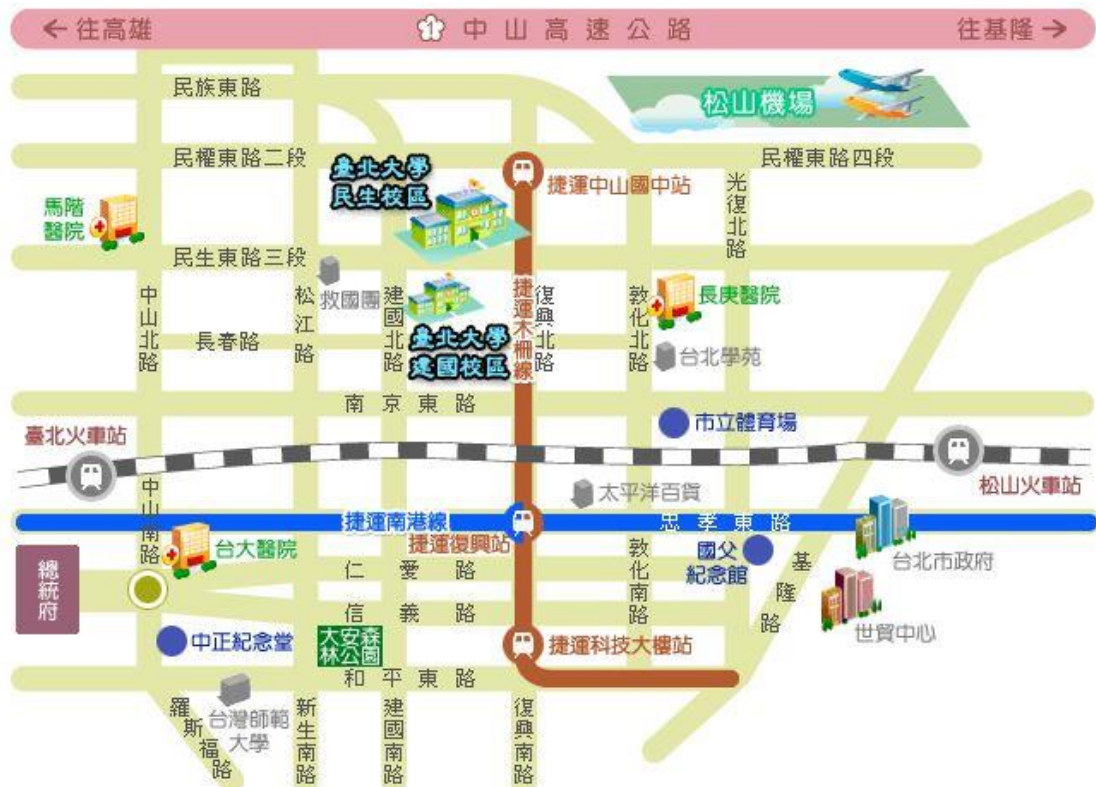 ←往高雄
1 中山高速公路
往基隆→
民族東路
松山機場
民權東路二段
臺北大學
民生校區
捷運中山國中站
民權東路四段
光復北路
馬階
醫院
民生東路三段
救國團
中山北路
松江路
建國北路
捷運木柵線
復興北路
敦化北路
長庚醫院
長春路
臺北大學
建國校區
台北學苑
南京東路
市立體育場
臺北火車站
松山火車站
中山南路
太平洋百貨
捷運南港線
忠孝東路
捷運復興站
台大醫院
國父
紀念館
台北市政府
總統府
仁愛路
敦化南路
基隆路
信義路
世貿中心
中正紀念堂
大安森
林公園
捷運科技大樓站
和平東路
羅斯福路
台灣師範
大學
新生南路
建國南路
復興南路